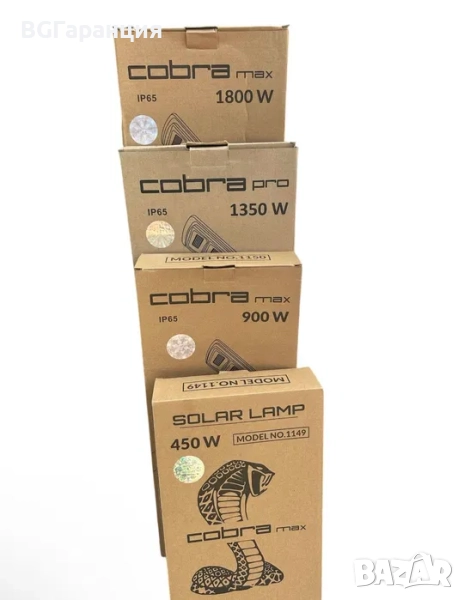 БГГаранция
cobra max
IP65
1800 W
cobra pro
IP65
1350 W
MODEL NO.1150
cobra max
IP65
900 W
MODEL NO.1149
SOLAR LAMP
450 W
MODEL NO.1149
cobra max
BAZAR